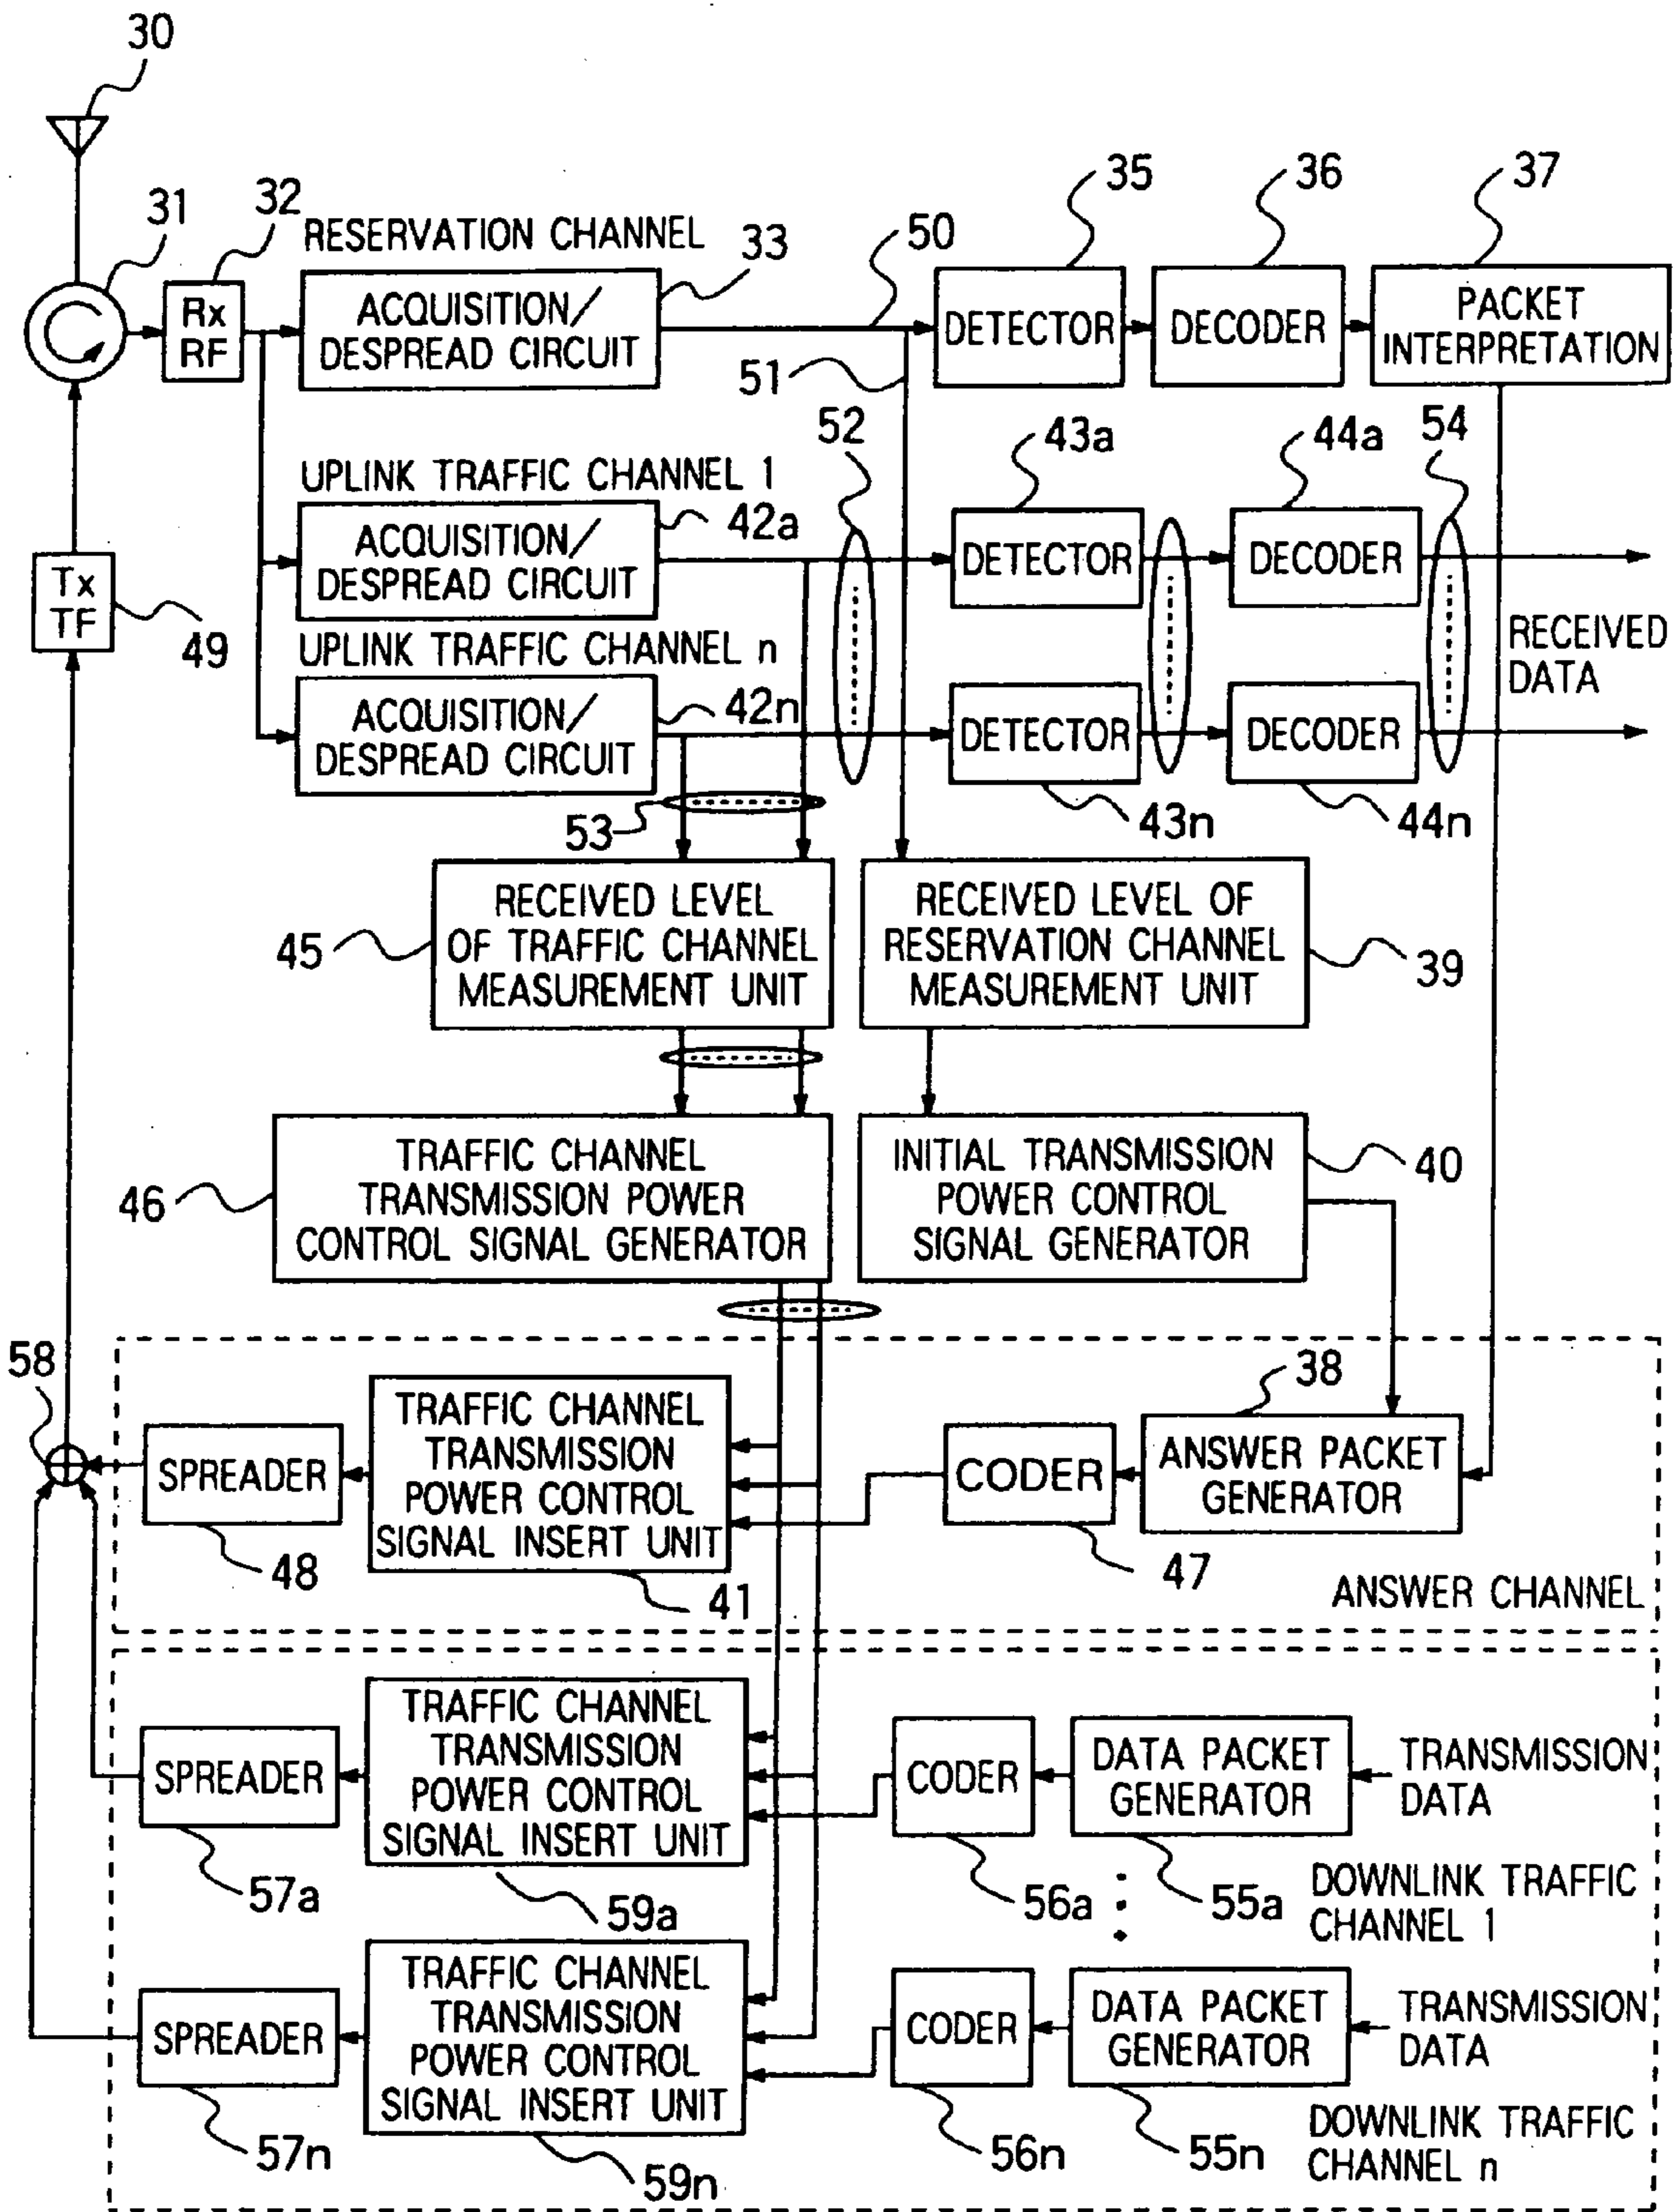 30
31
32
RESERVATION CHANNEL
33
50
35
36
37
Rx
RF
ACQUISITION/
DESPREAD CIRCUIT
DETECTOR
DECODER
PACKET
INTERPRETATION
51
52
43a
44a
54
UPLINK TRAFFIC CHANNEL 1
42a
ACQUISITION/
DESPREAD CIRCUIT
DETECTOR
DECODER
Tx
TF
49
UPLINK TRAFFIC CHANNEL n
RECEIVED
DATA
42n
ACQUISITION/
DESPREAD CIRCUIT
DETECTOR
DECODER
53
43n
44n
45
RECEIVED LEVEL
OF TRAFFIC CHANNEL
MEASUREMENT UNIT
RECEIVED LEVEL OF
RESERVATION CHANNEL
MEASUREMENT UNIT
39
46
TRAFFIC CHANNEL
TRANSMISSION POWER
CONTROL SIGNAL GENERATOR
INITIAL TRANSMISSION
POWER CONTROL
SIGNAL GENERATOR
40
58
38
SPREADER
TRAFFIC CHANNEL
TRANSMISSION
POWER CONTROL
SIGNAL INSERT UNIT
CODER
ANSWER PACKET
GENERATOR
48
41
47
ANSWER CHANNEL
SPREADER
TRAFFIC CHANNEL
TRANSMISSION
POWER CONTROL
SIGNAL INSERT UNIT
CODER
DATA PACKET
GENERATOR
TRANSMISSION
DATA
57a
59a
56a
55a
DOWNLINK TRAFFIC
CHANNEL 1
SPREADER
TRAFFIC CHANNEL
TRANSMISSION
POWER CONTROL
SIGNAL INSERT UNIT
CODER
DATA PACKET
GENERATOR
TRANSMISSION
DATA
57n
59n
56n
55n
DOWNLINK TRAFFIC
CHANNEL n